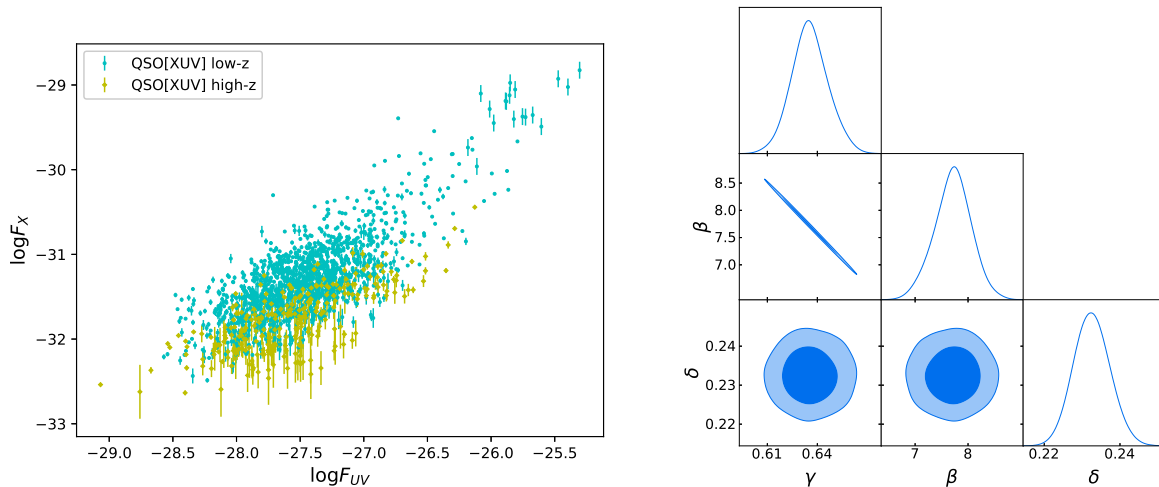 QSO[XUV] low-z
QSO[XUV] high-z
−29
−30
−31
−32
−33
logF_X
−29.0 −28.5 −28.0 −27.5 −27.0 −26.5 −26.0 −25.5
logF_{UV}
8.5
8.0
7.5
7.0
β
0.24
0.23
0.22
δ
0.61 0.64
7 8
0.22 0.24
γ
β
δ